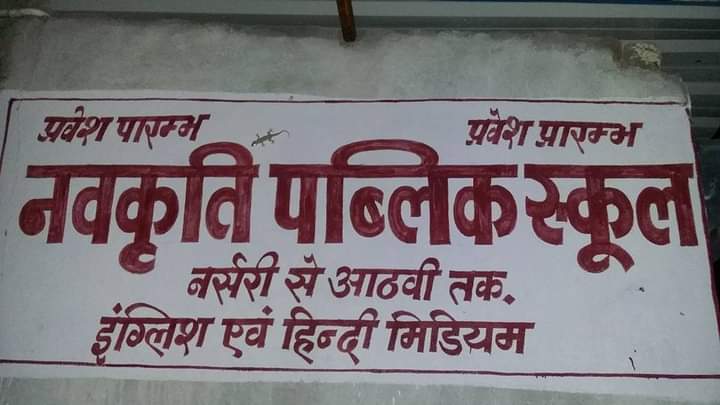 प्रवेश पारम्भ प्रवेश प्रारम्भ
नवकृति पब्लिक स्कूल
नर्सरी से आठवी तक.
इंग्लिश एवं हिन्दी मिडियम